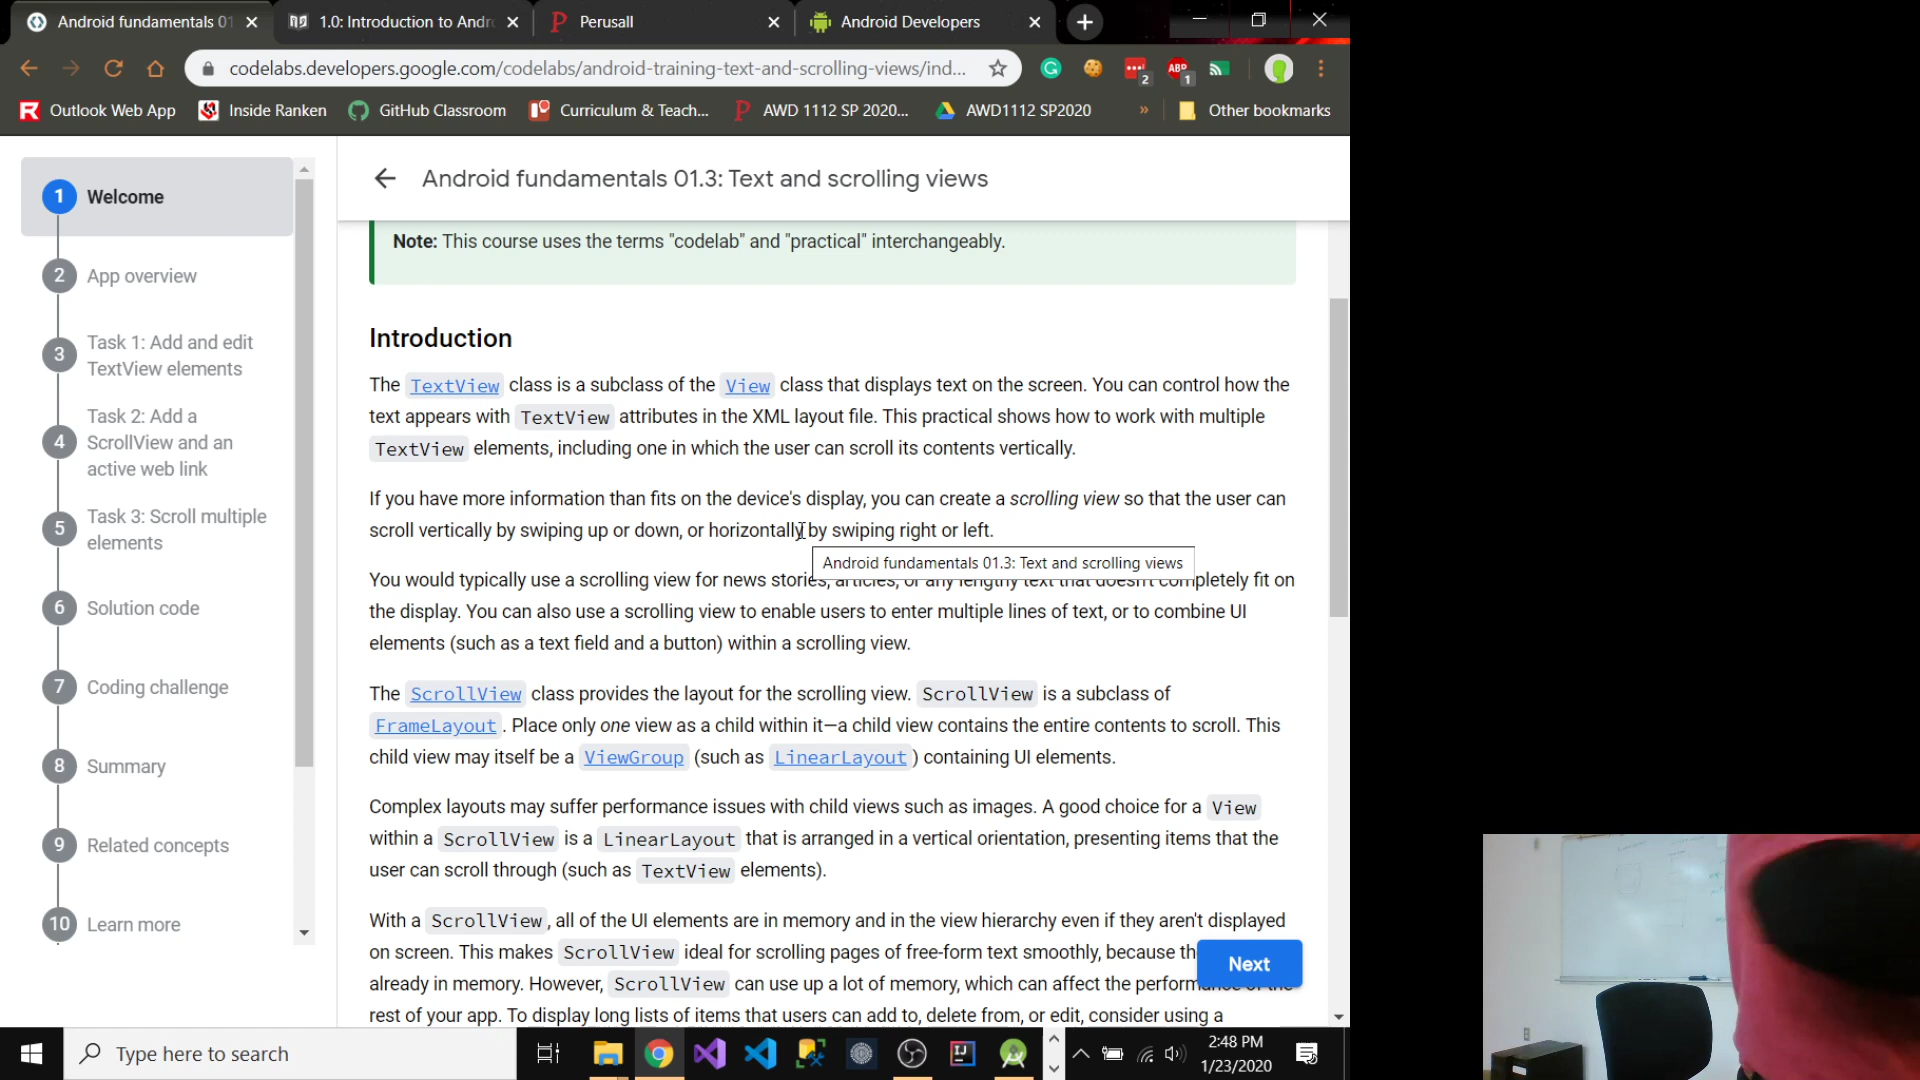 Android fundamentals 01
1.0: Introduction to Andr
Perusall
Android Developers
codelabs.developers.google.com/codelabs/android-training-text-and-scrolling-views/ind...
2
ABP
1
Outlook Web App
Inside Ranken
GitHub Classroom
Curriculum & Teach...
AWD 1112 SP 2020...
AWD1112 SP2020
»
Other bookmarks
1 Welcome
2 App overview
3 Task 1: Add and edit
TextView elements
4 Task 2: Add a
ScrollView and an
active web link
5 Task 3: Scroll multiple
elements
6 Solution code
7 Coding challenge
8 Summary
9 Related concepts
10 Learn more
Android fundamentals 01.3: Text and scrolling views
Note: This course uses the terms "codelab" and "practical" interchangeably.
Introduction
The TextView class is a subclass of the View class that displays text on the screen. You can control how the
text appears with TextView attributes in the XML layout file. This practical shows how to work with multiple
TextView elements, including one in which the user can scroll its contents vertically.
If you have more information than fits on the device's display, you can create a scrolling view so that the user can
scroll vertically by swiping up or down, or horizontally by swiping right or left.
Android fundamentals 01.3: Text and scrolling views
You would typically use a scrolling view for news stories, articles, or any lengthy text that doesn't completely fit on
the display. You can also use a scrolling view to enable users to enter multiple lines of text, or to combine UI
elements (such as a text field and a button) within a scrolling view.
The ScrollView class provides the layout for the scrolling view. ScrollView is a subclass of
FrameLayout. Place only one view as a child within it—a child view contains the entire contents to scroll. This
child view may itself be a ViewGroup (such as LinearLayout) containing UI elements.
Complex layouts may suffer performance issues with child views such as images. A good choice for a View
within a ScrollView is a LinearLayout that is arranged in a vertical orientation, presenting items that the
user can scroll through (such as TextView elements).
With a ScrollView, all of the UI elements are in memory and in the view hierarchy even if they aren't displayed
on screen. This makes ScrollView ideal for scrolling pages of free-form text smoothly, because th
already in memory. However, ScrollView can use up a lot of memory, which can affect the performance of the
rest of your app. To display long lists of items that users can add to, delete from, or edit, consider using a
Next
Type here to search
2:48 PM
1/23/2020